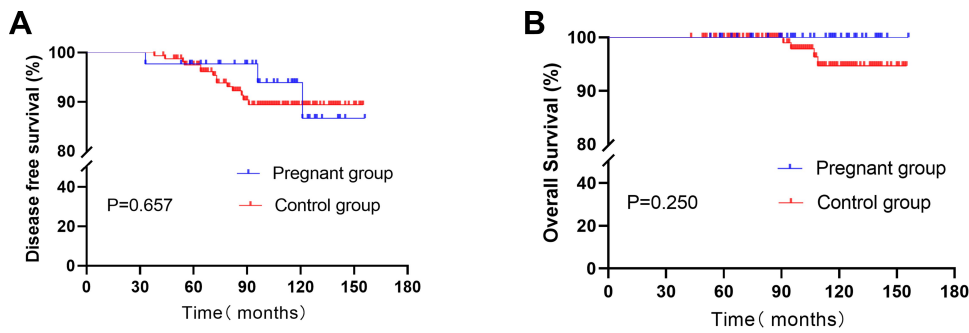 A
Disease free survival (%)
100
90
80
40
20
0
Pregnant group
Control group
P=0.657
0 30 60 90 120 150 180
Time( months)
B
Overall Survival (%)
100
90
80
40
20
0
Pregnant group
Control group
P=0.250
0 30 60 90 120 150 180
Time( months)